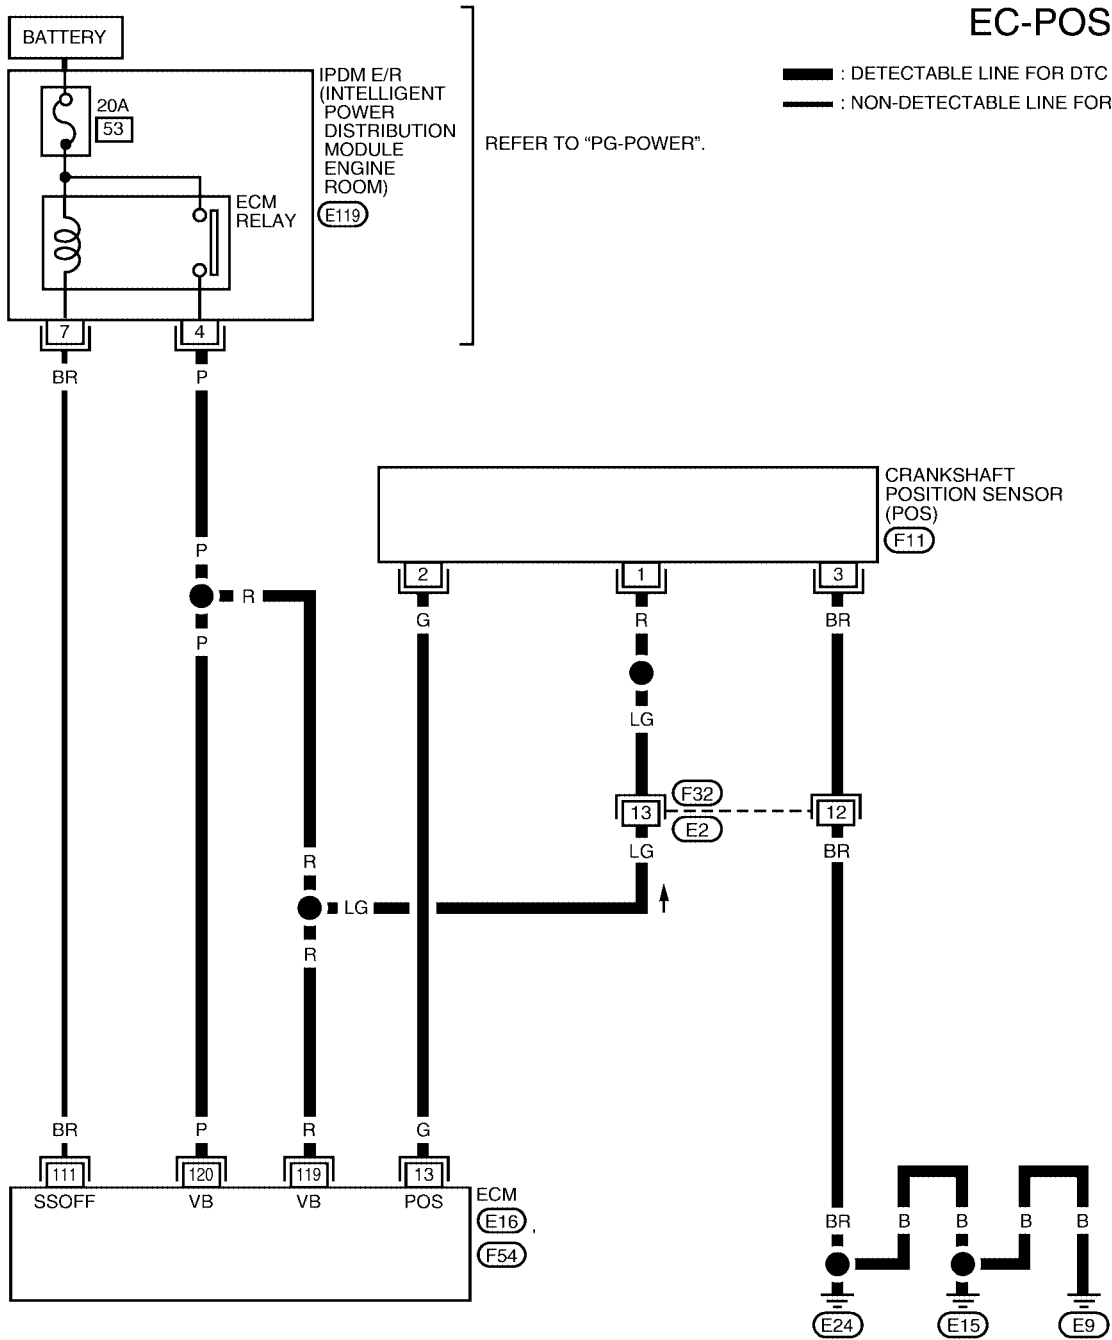 EC-POS
BATTERY
: DETECTABLE LINE FOR DTC
: NON-DETECTABLE LINE FOR
20A
53
IPDM E/R
(INTELLIGENT
POWER
DISTRIBUTION
MODULE
ENGINE
ROOM)
E119
REFER TO “PG-POWER”.
ECM
RELAY
7
4
BR
P
CRANKSHAFT
POSITION SENSOR
(POS)
F11
P
2
1
3
R
G
R
BR
P
LG
F32
13
12
E2
LG
BR
R
LG
R
BR
P
R
G
111
120
119
13
SSOFF
VB
VB
POS
ECM
E16 ,
F54
BR
B
B
B
B
E24
E15
E9